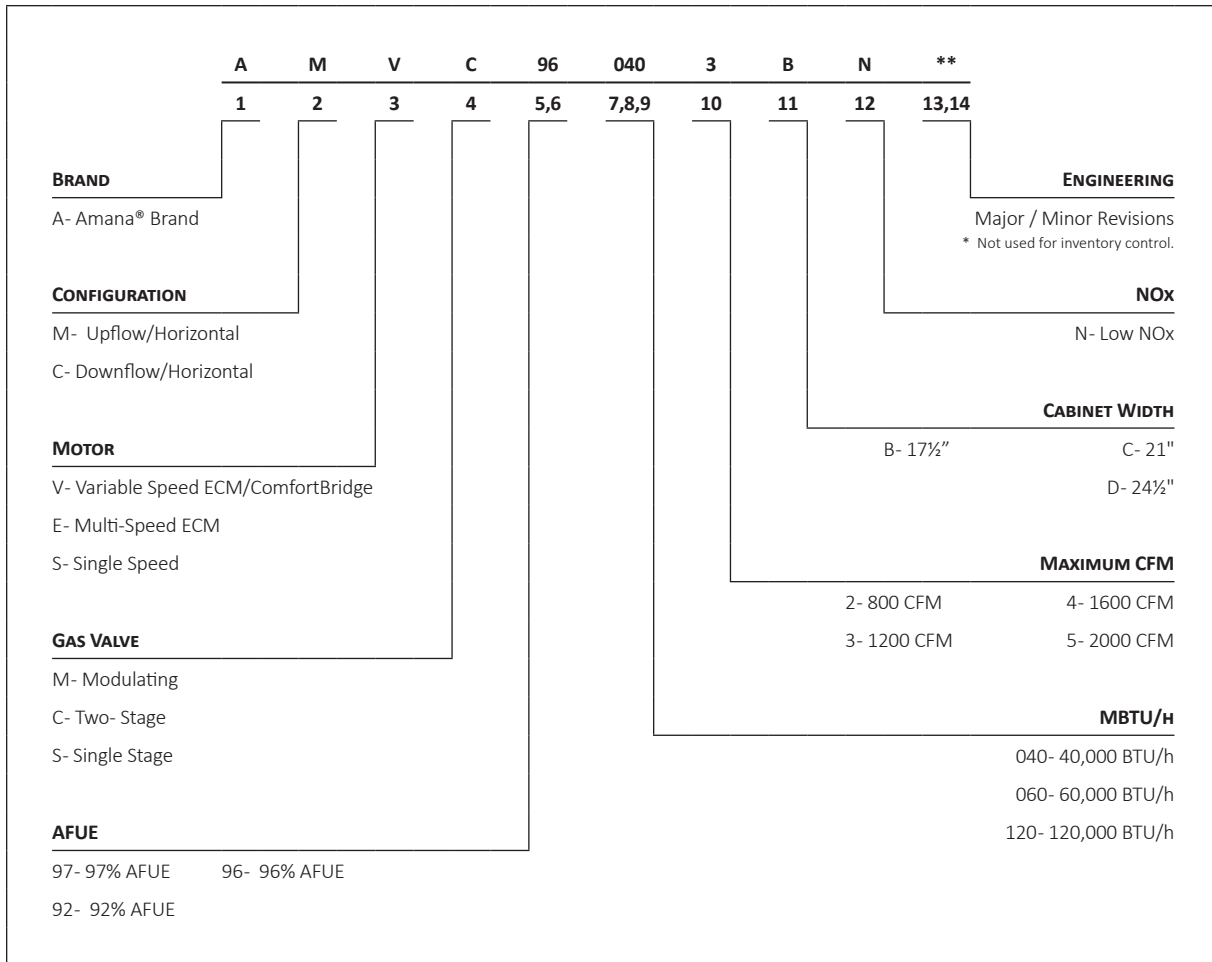 A M V C 96 040 3 B N **
1 2 3 4 5,6 7,8,9 10 11 12 13,14
BRAND
A- Amana® Brand
ENGINEERING
Major / Minor Revisions
* Not used for inventory control.
CONFIGURATION
M- Upflow/Horizontal
C- Downflow/Horizontal
NOX
N- Low NOx
CABINET WIDTH
B- 17½” C- 21"
D- 24½"
MOTOR
V- Variable Speed ECM/ComfortBridge
E- Multi-Speed ECM
S- Single Speed
MAXIMUM CFM
2- 800 CFM 4- 1600 CFM
3- 1200 CFM 5- 2000 CFM
GAS VALVE
M- Modulating
C- Two- Stage
S- Single Stage
MBTU/H
040- 40,000 BTU/h
060- 60,000 BTU/h
120- 120,000 BTU/h
AFUE
97- 97% AFUE 96- 96% AFUE
92- 92% AFUE